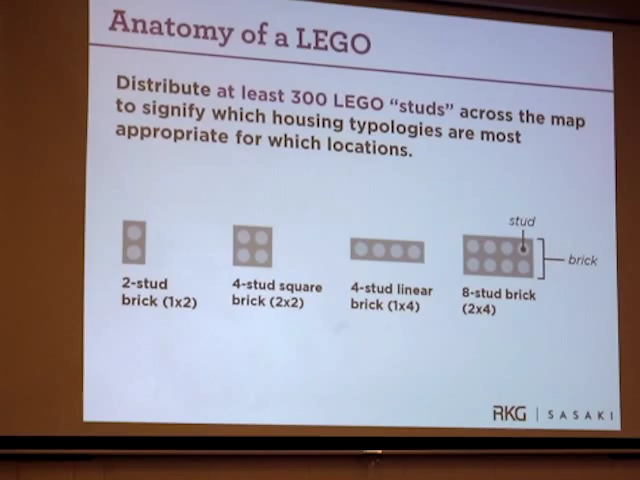 Anatomy of a LEGO
Distribute at least 300 LEGO “studs” across the map
to signify which housing typologies are most
appropriate for which locations.
stud
brick
2-stud
brick (1x2)
4-stud square
brick (2x2)
4-stud linear
brick (1x4)
8-stud brick
(2x4)
RKG | SASAKI